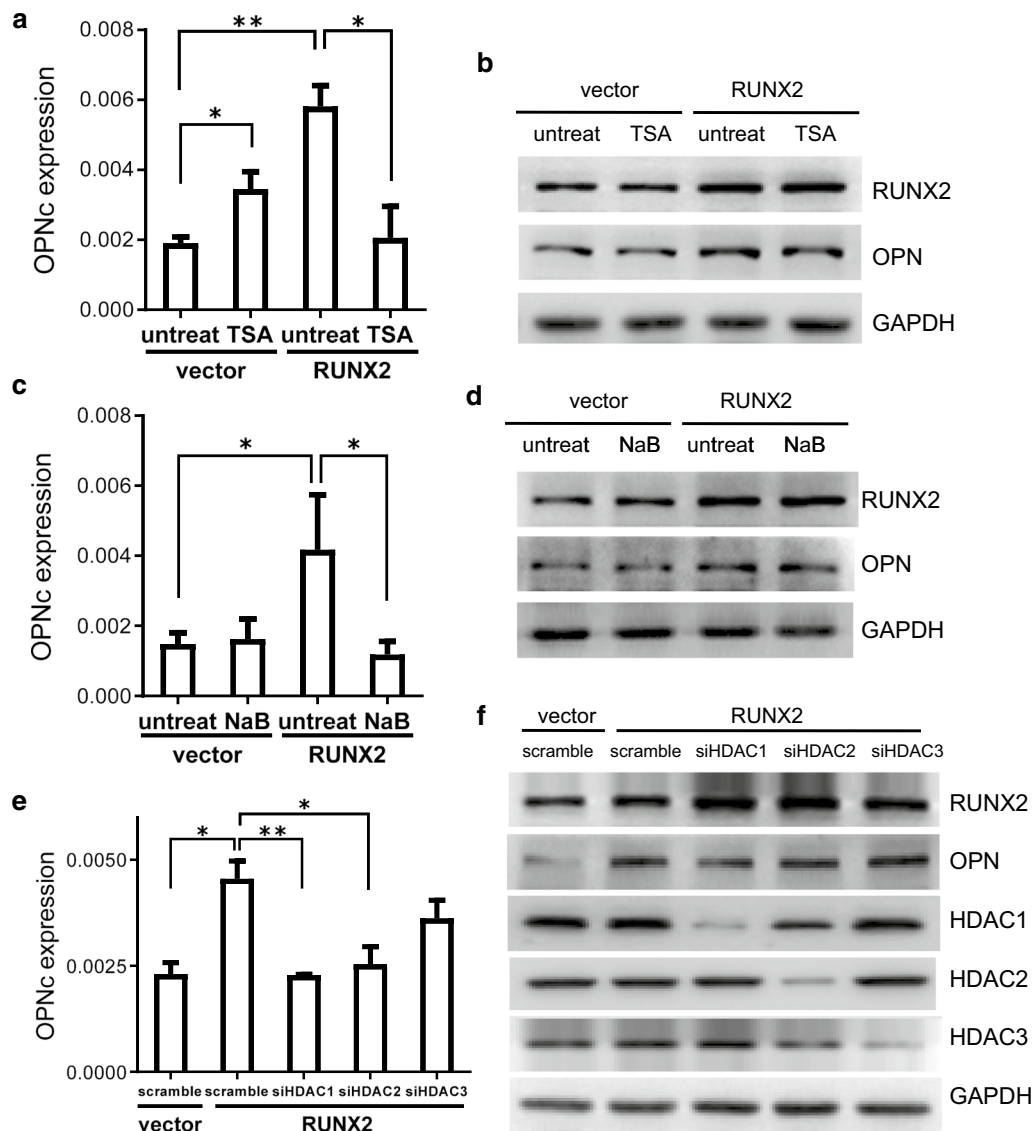 a
0.008
0.006
0.004
0.002
0.000
OPNc expression
**
*
*
untreat TSA untreat TSA
vector RUNX2
b
vector RUNX2
untreat TSA untreat TSA
RUNX2
OPN
GAPDH
c
0.008
0.006
0.004
0.002
0.000
OPNc expression
*
*
untreat NaB untreat NaB
vector RUNX2
d
vector RUNX2
untreat NaB untreat NaB
RUNX2
OPN
GAPDH
e
0.0050
0.0025
0.0000
OPNc expression
*
* **
scramble scramble siHDAC1 siHDAC2 siHDAC3
vector RUNX2
f
vector RUNX2
scramble scramble siHDAC1 siHDAC2 siHDAC3
RUNX2
OPN
HDAC1
HDAC2
HDAC3
GAPDH